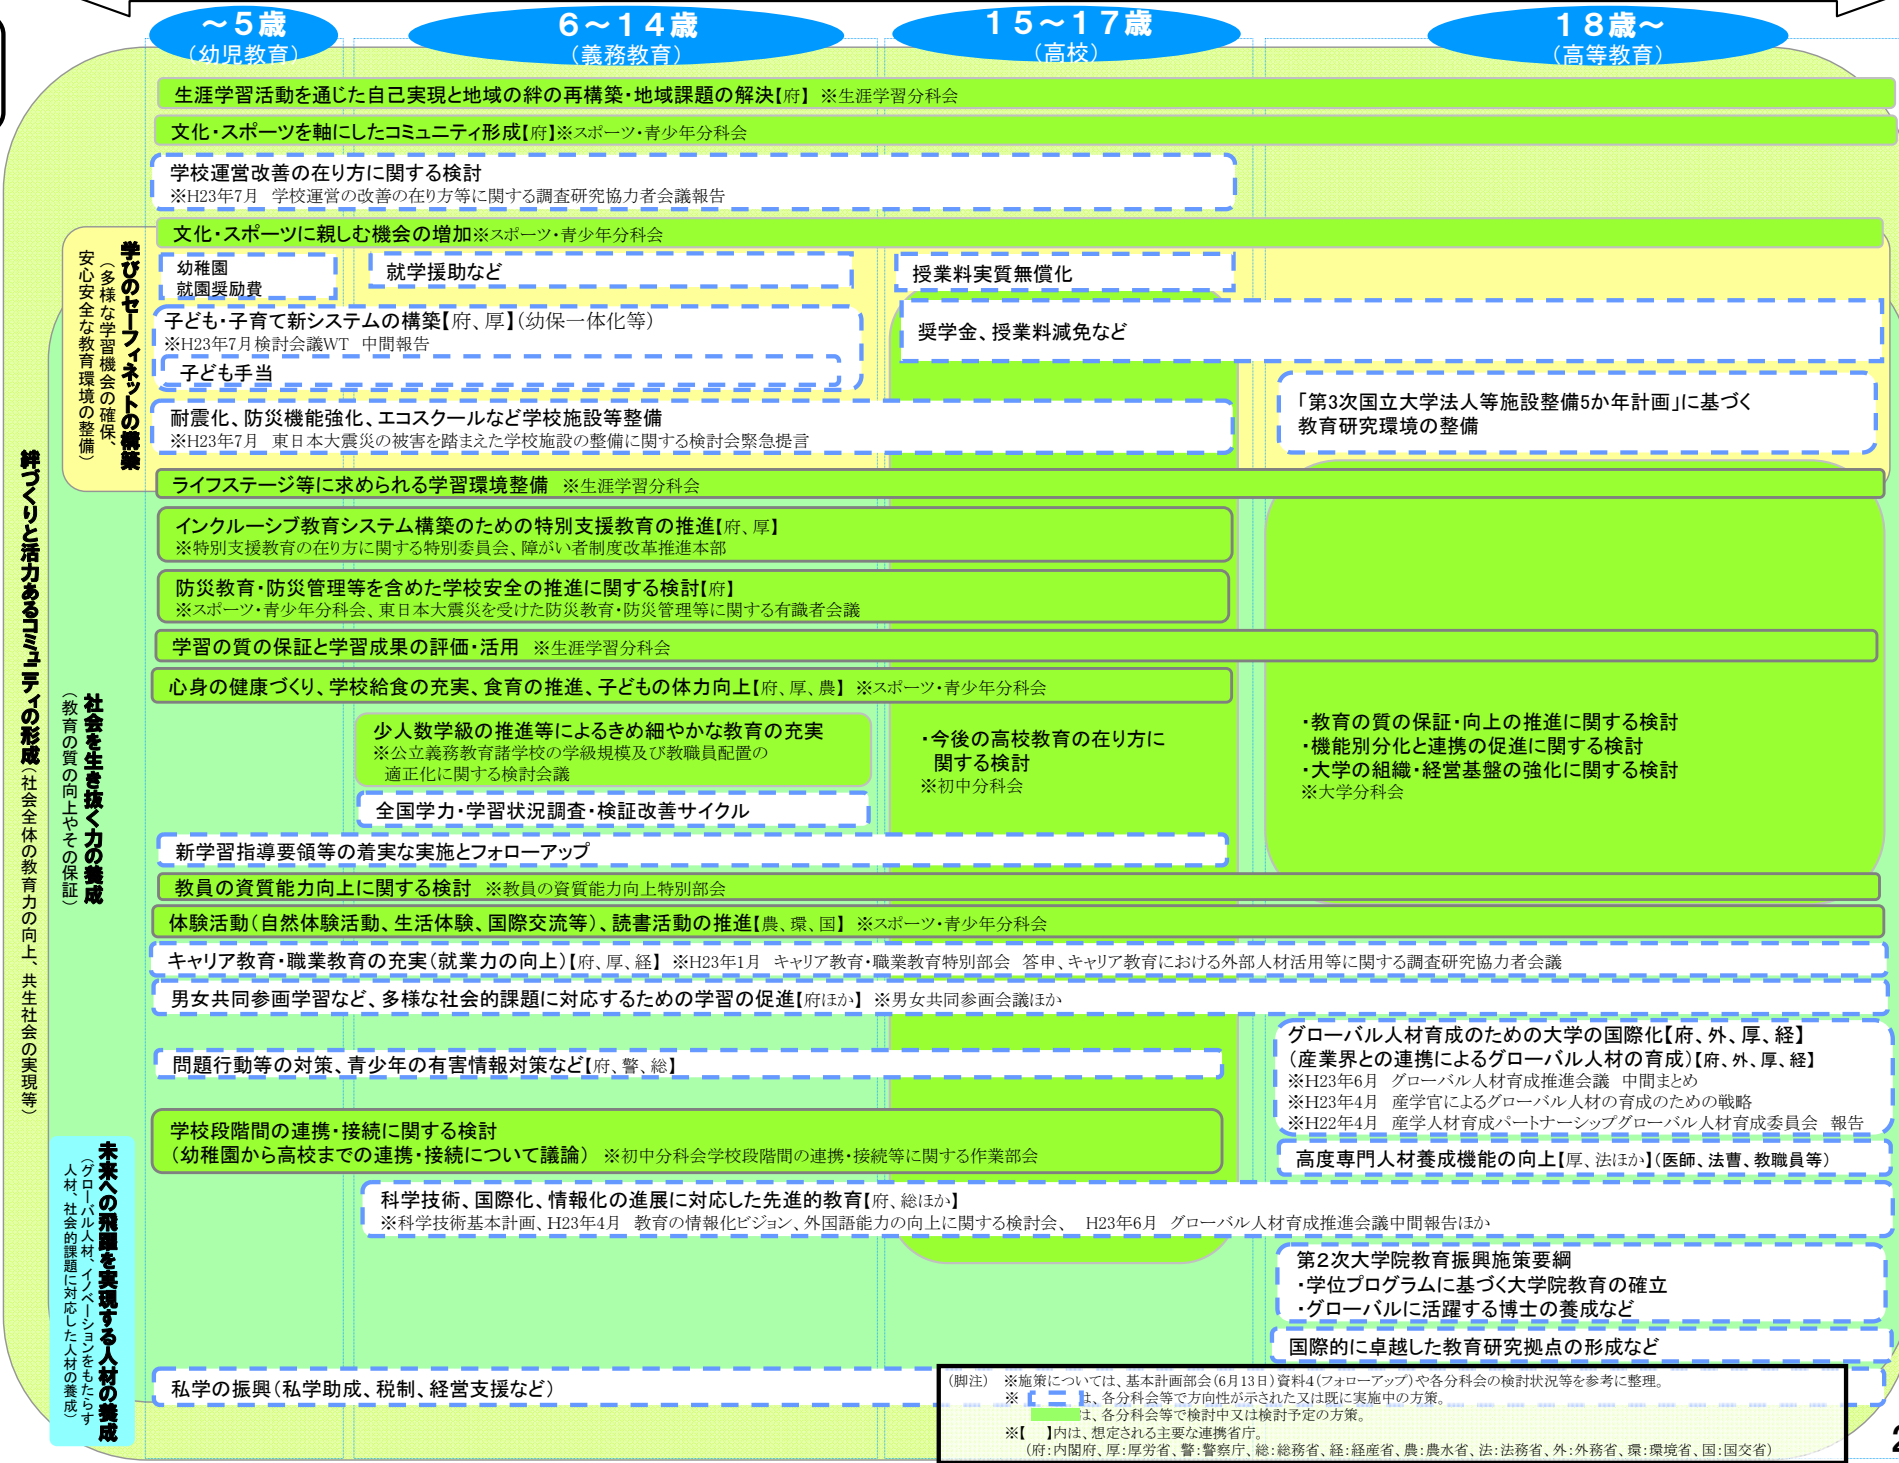 ～５歳
（幼児教育）
６～１４歳
（義務教育）
１５～１７歳
（高校）
１８歳～
（高等教育）
生涯学習活動を通じた自己実現と地域の絆の再構築・地域課題の解決【府】 ※生涯学習分科会
文化・スポーツを軸にしたコミュニティ形成【府】※スポーツ・青少年分科会
学校運営改善の在り方に関する検討
※H23年7月 学校運営の改善の在り方等に関する調査研究協力者会議報告
文化・スポーツに親しむ機会の増加※スポーツ・青少年分科会
学びのセーフィネットの構築
（多様な学習機会の確保、
安心安全な教育環境の整備）
幼稚園
就園奨励費
就学援助など
授業料実質無償化
子ども・子育て新システムの構築【府、厚】（幼保一体化等）
※H23年7月検討会議WT 中間報告
子ども手当
奨学金、授業料減免など
耐震化、防災機能強化、エコスクールなど学校施設等整備
※H23年7月 東日本大震災の被害を踏まえた学校施設の整備に関する検討会緊急提言
「第３次国立大学法人等施設整備5か年計画」に基づく
教育研究環境の整備
ライフステージ等に求められる学習環境整備 ※生涯学習分科会
インクルーシブ教育システム構築のための特別支援教育の推進【府、厚】
※特別支援教育の在り方に関する特別委員会、障がい者制度改革推進本部
防災教育・防災管理等を含めた学校安全の推進に関する検討【府】
※スポーツ・青少年分科会、東日本大震災を受けた防災教育・防災管理等に関する有識者会議
学習の質の保証と学習成果の評価・活用 ※生涯学習分科会
心身の健康づくり、学校給食の充実、食育の推進、子どもの体力向上【府、厚、農】 ※スポーツ・青少年分科会
絆づくりと活力あるコミュニティの形成（社会全体の教育力の向上、共生社会の実現等）
社会を生き抜く力の養成
（教育の質の向上やその保証）
少人数学級の推進等によるきめ細やかな教育の充実
※公立義務教育諸学校の学級規模及び教職員配置の
適正化に関する検討会議
全国学力・学習状況調査・検証改善サイクル
・今後の高校教育の在り方に
関する検討
※初中分科会
・教育の質の保証・向上の推進に関する検討
・機能別分化と連携の促進に関する検討
・大学の組織・経営基盤の強化に関する検討
※大学分科会
新学習指導要領等の着実な実施とフォローアップ
教員の資質能力向上に関する検討 ※教員の資質能力向上特別部会
体験活動（自然体験活動、生活体験、国際交流等）、読書活動の推進【農、環、国】 ※スポーツ・青少年分科会
キャリア教育・職業教育の充実（就業力の向上）【府、厚、経】 ※H23年1月 キャリア教育・職業教育特別部会 答申、キャリア教育における外部人材活用等に関する調査研究協力者会議
男女共同参画学習など、多様な社会的課題に対応するための学習の促進【府ほか】 ※男女共同参画会議ほか
問題行動等の対策、青少年の有害情報対策など【府、警、総】
グローバル人材育成のための大学の国際化【府、外、厚、経】
（産業界との連携によるグローバル人材の育成）【府、外、厚、経】
※H23年6月 グローバル人材育成推進会議 中間まとめ
※H23年4月 産学官によるグローバル人材の育成のための戦略
※H22年4月 産学人材育成パートナーシップグローバル人材育成委員会 報告
学校段階間の連携・接続に関する検討
（幼稚園から高校までの連携・接続について議論） ※初中分科会学校段階間の連携・接続等に関する作業部会
高度専門人材養成機能の向上【厚、法ほか】（医師、法曹、教職員等）
未来への飛躍を実現する人材の養成
（グローバル人材、イノベーションをもたらす
人材、社会的課題に対応した人材の養成）
科学技術、国際化、情報化の進展に対応した先進的教育【府、総ほか】
※科学技術基本計画、H23年4月 教育の情報化ビジョン、外国語能力の向上に関する検討会、 H23年6月 グローバル人材育成推進会議中間報告ほか
第２次大学院教育振興施策要綱
・学位プログラムに基づく大学院教育の確立
・グローバルに活躍する博士の養成など
国際的に卓越した教育研究拠点の形成など
私学の振興（私学助成、税制、経営支援など）
（脚注） ※施策については、基本計画部会（6月13日）資料4（フォローアップ）や各分科会の検討状況等を参考に整理。
※ は、各分科会等で方向性が示された又は既に実施中の方策。
は、各分科会等で検討中又は検討予定の方策。
※【 】内は、想定される主要な連携省庁。
（府：内閣府、厚：厚労省、警：警察庁、総：総務省、経：経産省、農：農水省、法：法務省、外：外務省、環：環境省、国：国交省）